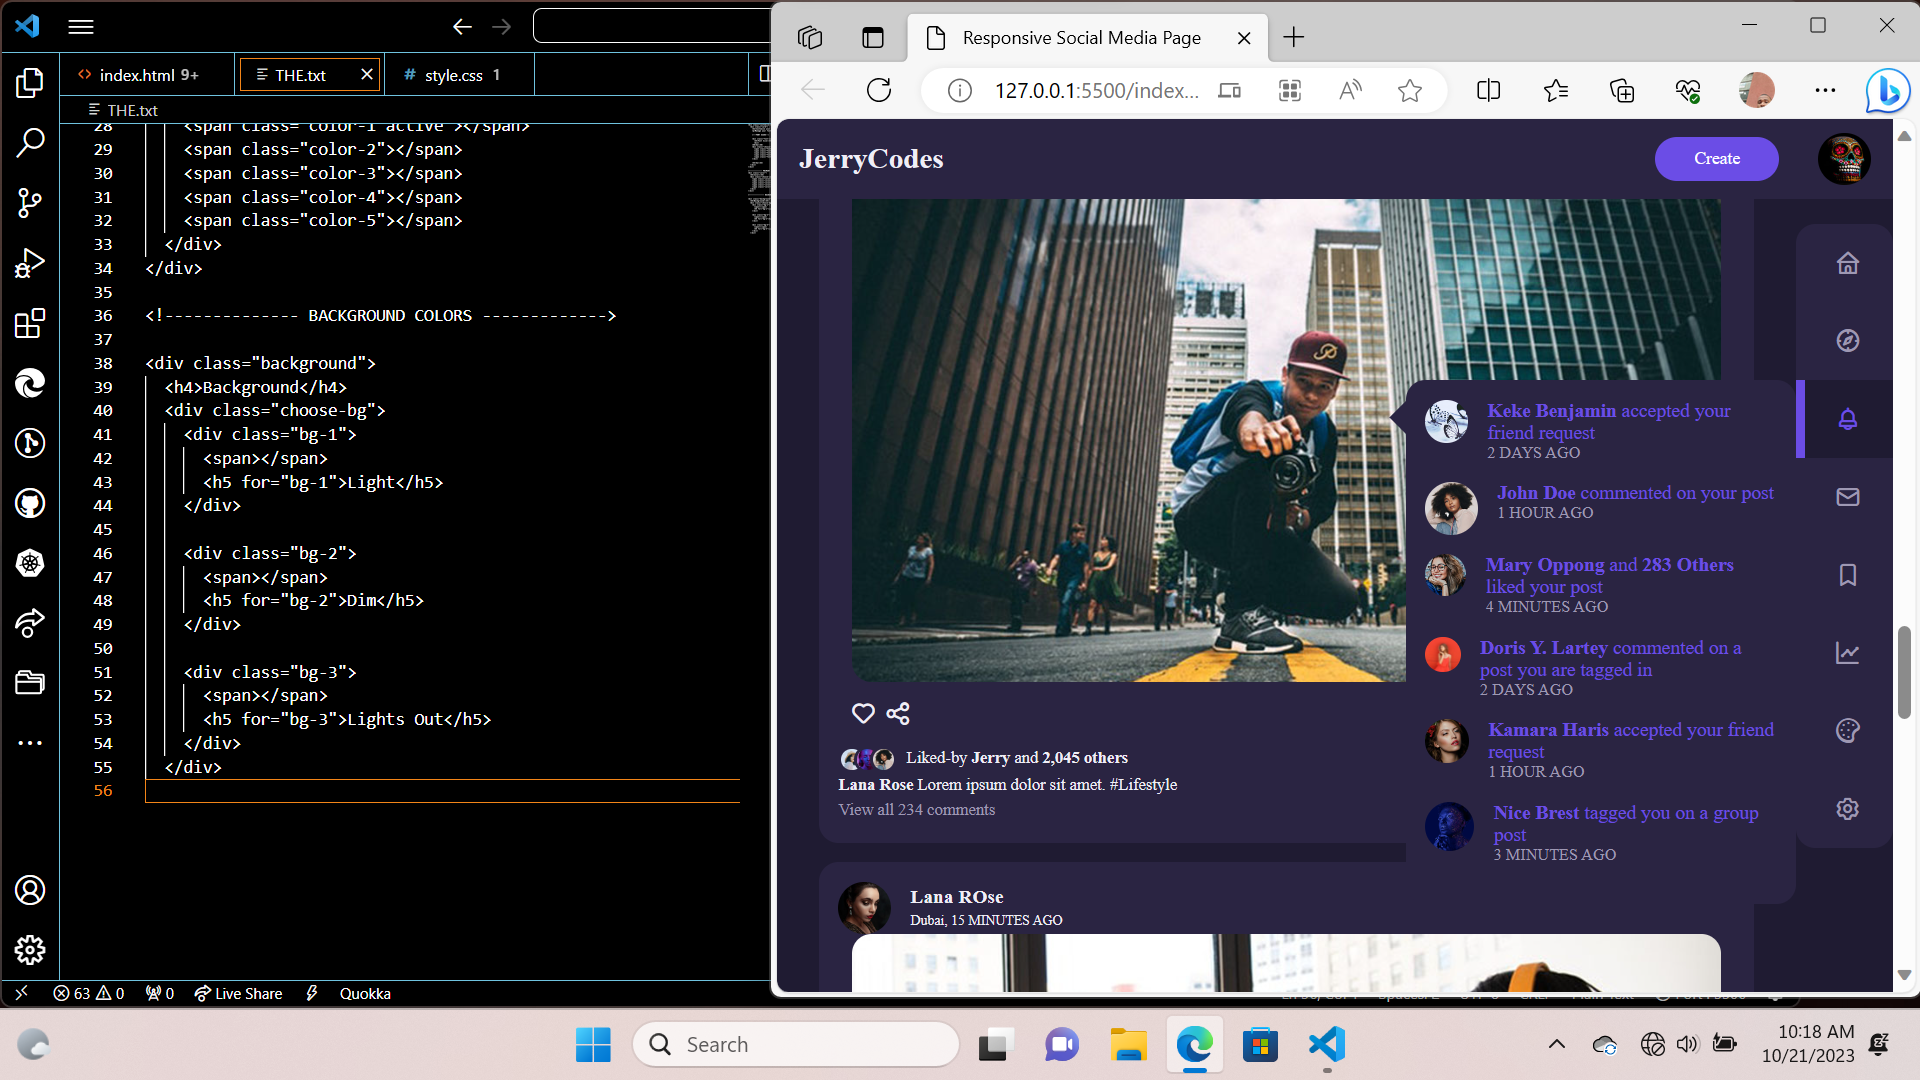 index.html 9+
THE.txt
style.css 1
THE.txt
28 <span class="color-1 active"></span>
29 <span class="color-2"></span>
30 <span class="color-3"></span>
31 <span class="color-4"></span>
32 <span class="color-5"></span>
33 </div>
34 </div>
35
36 <!-------------- BACKGROUND COLORS ------------->
37
38 <div class="background">
39 <h4>Background</h4>
40 <div class="choose-bg">
41 <div class="bg-1">
42 <span></span>
43 <h5 for="bg-1">Light</h5>
44 </div>
45
46 <div class="bg-2">
47 <span></span>
48 <h5 for="bg-2">Dim</h5>
49 </div>
50
51 <div class="bg-3">
52 <span></span>
53 <h5 for="bg-3">Lights Out</h5>
54 </div>
55 </div>
56
63 0 0 Live Share Quokka
Responsive Social Media Page
127.0.0.1:5500/index...
JerryCodes
Create
Keke Benjamin accepted your
friend request
2 DAYS AGO
John Doe commented on your post
1 HOUR AGO
Mary Oppong and 283 Others
liked your post
4 MINUTES AGO
Doris Y. Lartey commented on a
post you are tagged in
2 DAYS AGO
Kamara Haris accepted your friend
request
1 HOUR AGO
Nice Brest tagged you on a group
post
3 MINUTES AGO
Liked-by Jerry and 2,045 others
Lana Rose Lorem ipsum dolor sit amet. #Lifestyle
View all 234 comments
Lana ROse
Dubai, 15 MINUTES AGO
Search
10:18 AM
10/21/2023